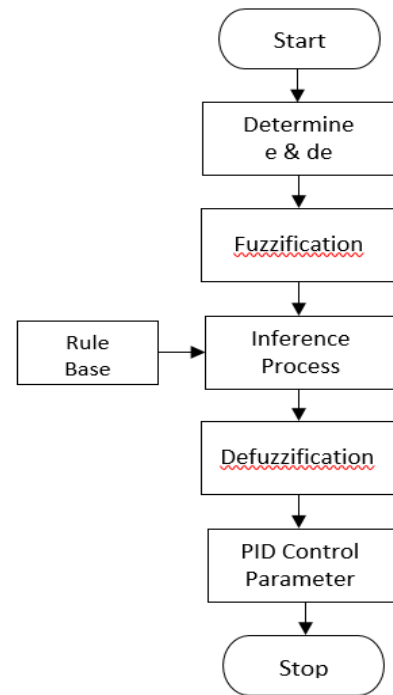 Start
Determine
e & de
Fuzzification
Rule
Base
Inference
Process
Defuzzification
PID Control
Parameter
Stop